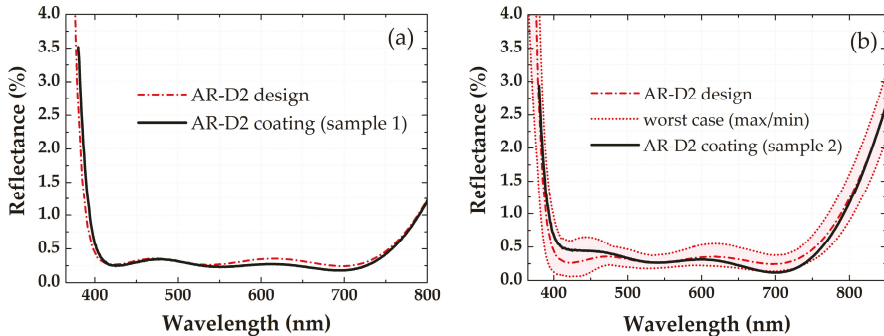 (a)
Reflectance (%)
4.0
3.5
3.0
2.5
2.0
1.5
1.0
0.5
0.0
AR-D2 design
AR-D2 coating (sample 1)
400 500 600 700 800
Wavelength (nm)
(b)
Reflectance (%)
4.0
3.5
3.0
2.5
2.0
1.5
1.0
0.5
0.0
AR-D2 design
worst case (max/min)
AR D2 coating (sample 2)
400 500 600 700 800
Wavelength (nm)